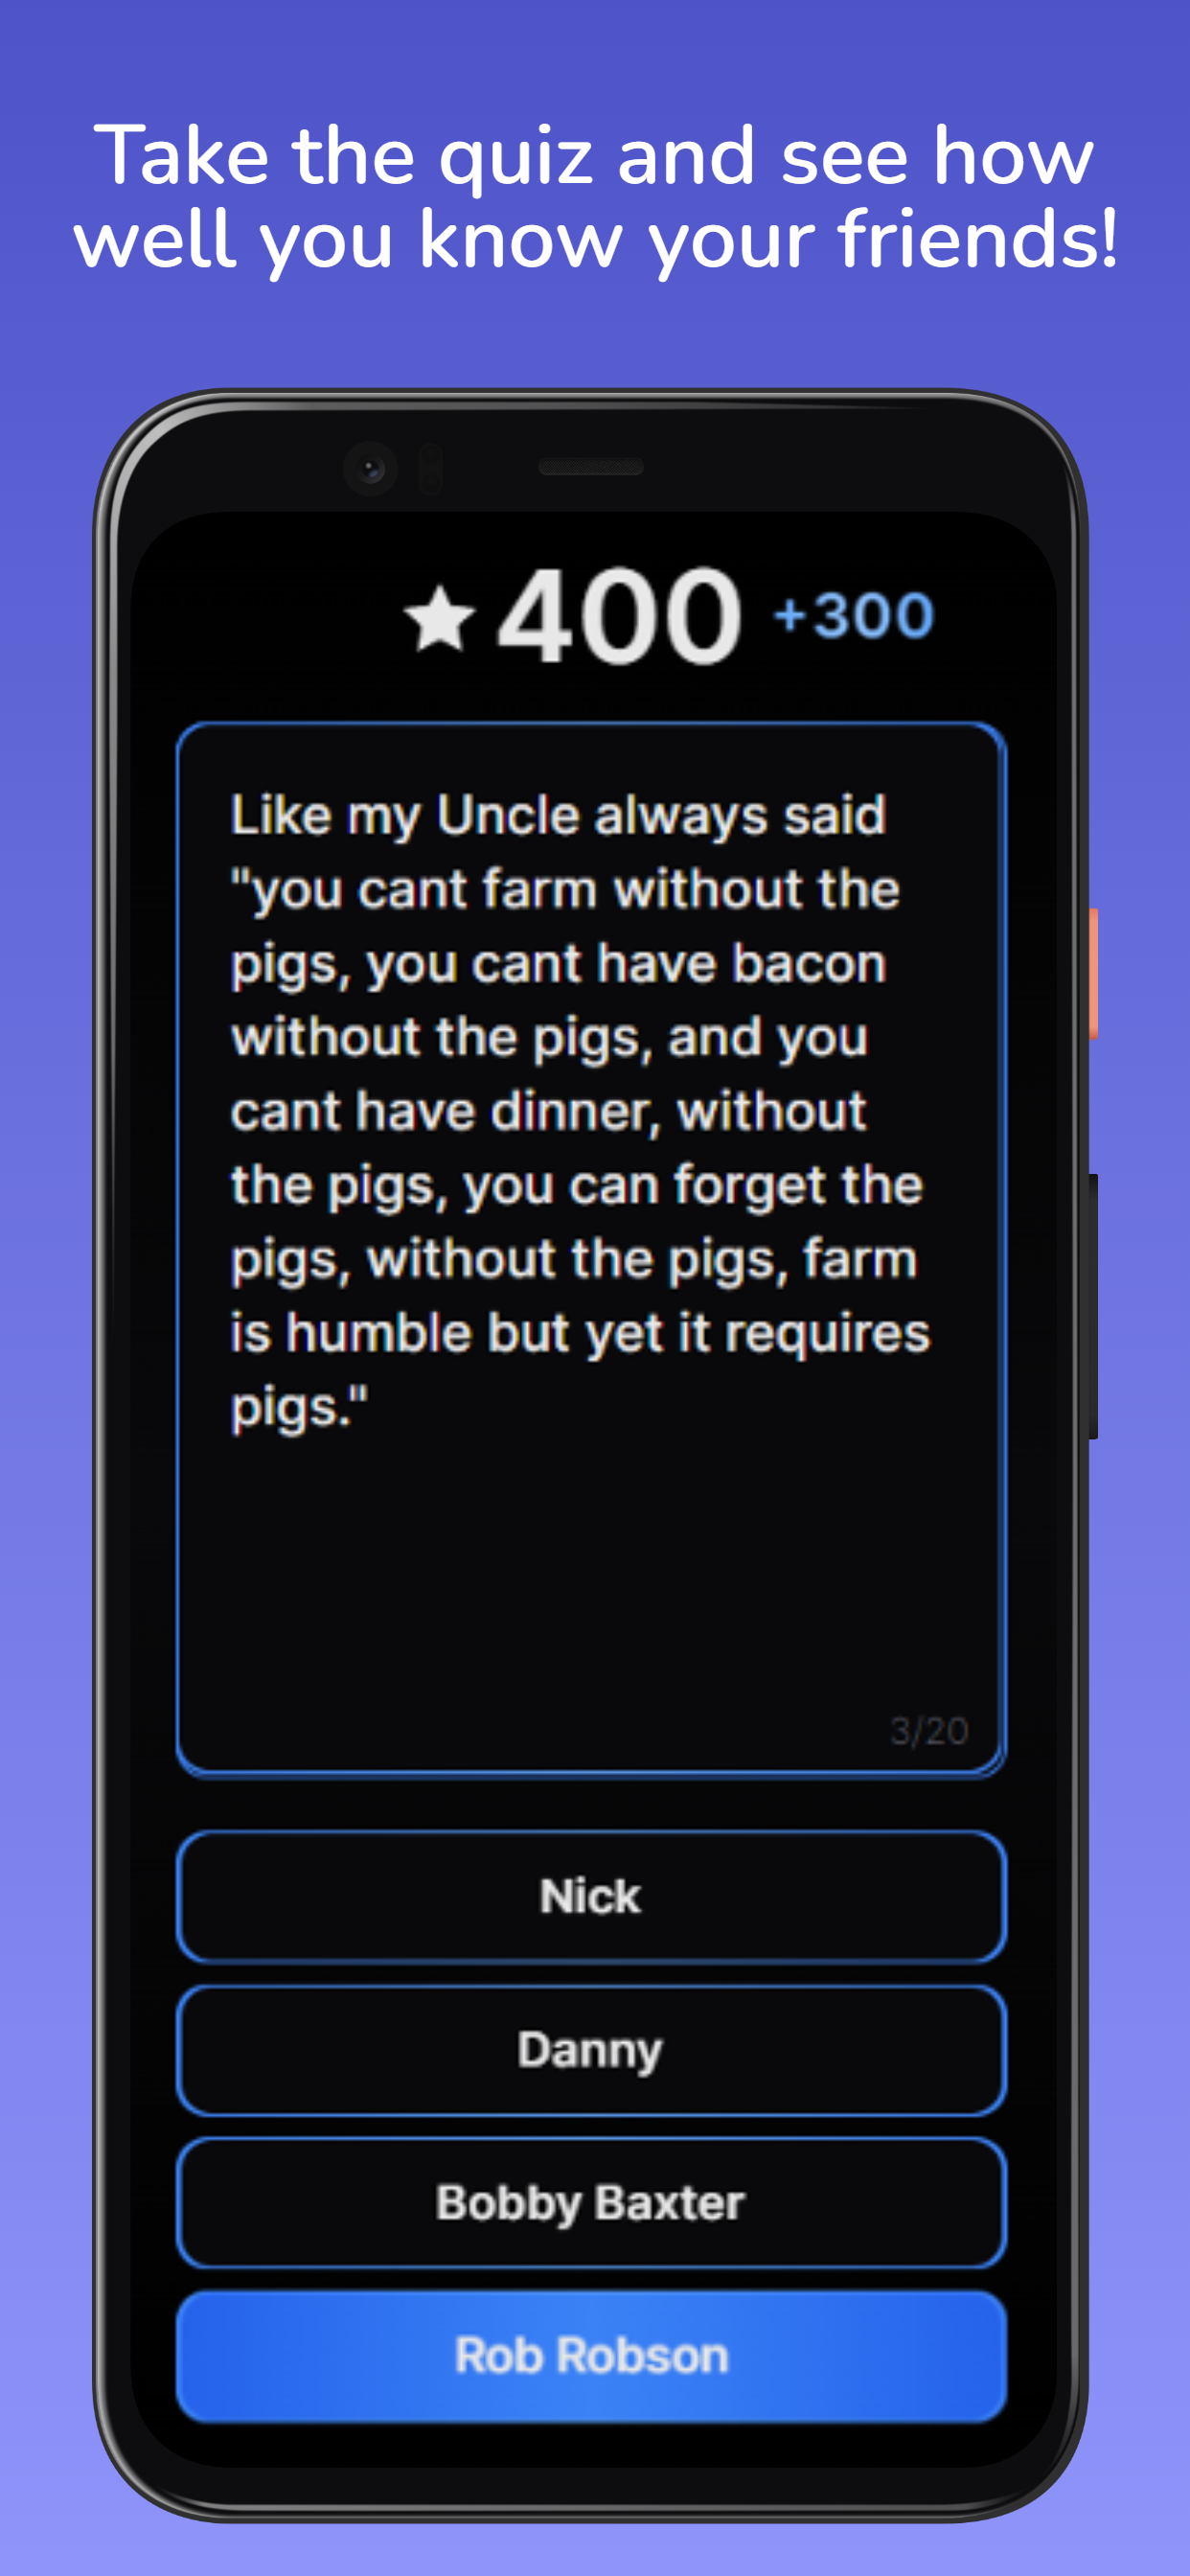 Take the quiz and see how
well you know your friends!
400 +300
Like my Uncle always said
"you cant farm without the
pigs, you cant have bacon
without the pigs, and you
cant have dinner, without
the pigs, you can forget the
pigs, without the pigs, farm
is humble but yet it requires
pigs."
3/20
Nick
Danny
Bobby Baxter
Rob Robson